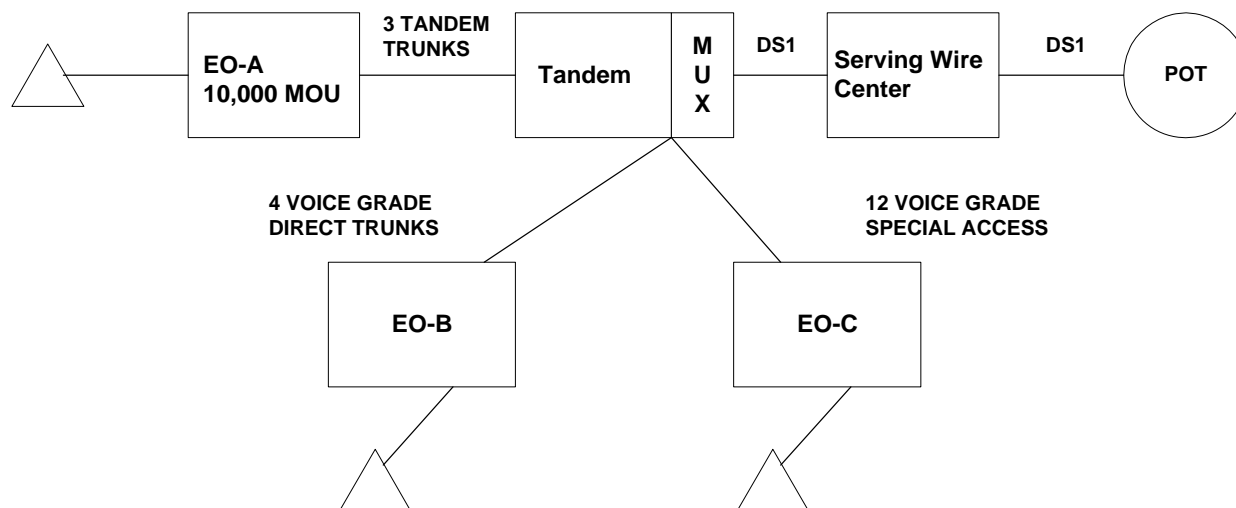 3 TANDEM
TRUNKS
EO-A
10,000 MOU
Tandem
M
U
X
DS1
Serving Wire
Center
DS1
POT
4 VOICE GRADE
DIRECT TRUNKS
12 VOICE GRADE
SPECIAL ACCESS
EO-B
EO-C